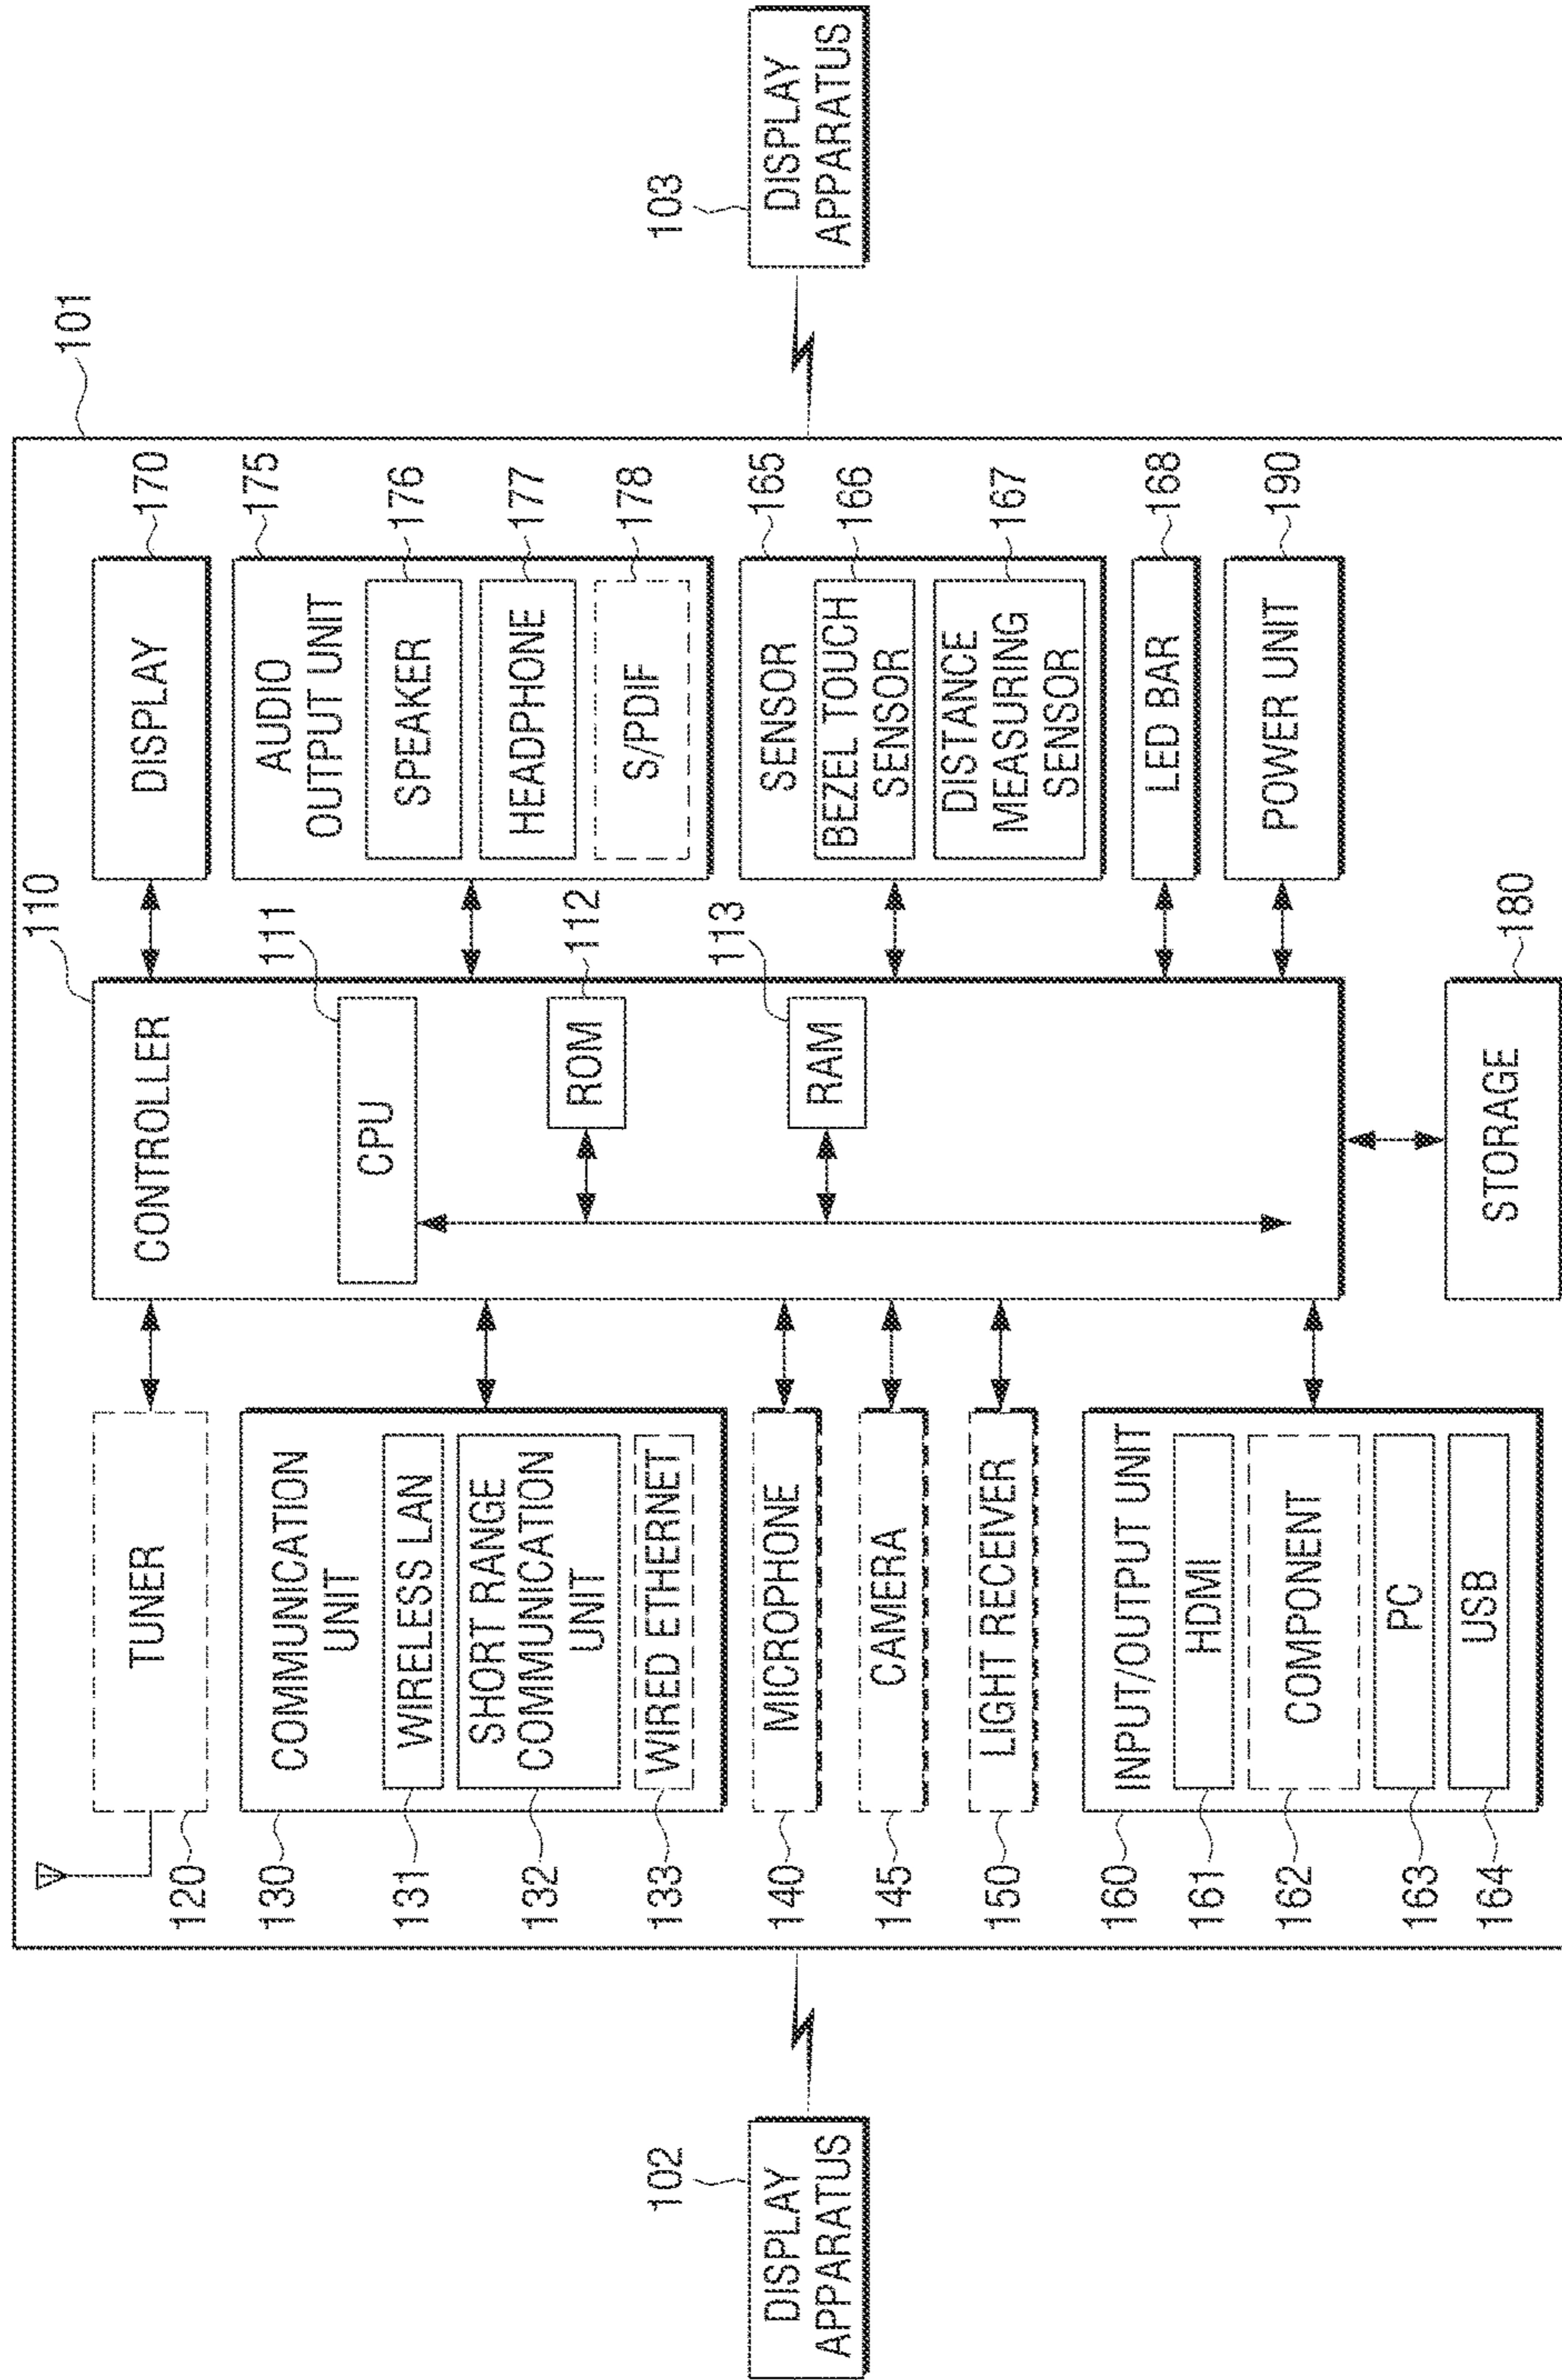 101
110
TUNER
120
COMMUNICATION
UNIT
130
WIRELESS LAN
131
SHORT RANGE
COMMUNICATION
UNIT
132
WIRED ETHERNET
133
MICROPHONE
140
CAMERA
145
LIGHT RECEIVER
150
INPUT/OUTPUT UNIT
160
HDMI
161
COMPONENT
162
PC
163
USB
164
CONTROLLER
CPU
111
ROM
112
RAM
113
STORAGE
180
DISPLAY
170
AUDIO
OUTPUT UNIT
175
SPEAKER
176
HEADPHONE
177
S/PDIF
178
SENSOR
165
BEZEL TOUCH
SENSOR
166
DISTANCE
MEASURING
SENSOR
167
LED BAR
168
POWER UNIT
190
102
DISPLAY
APPARATUS
103
DISPLAY
APPARATUS